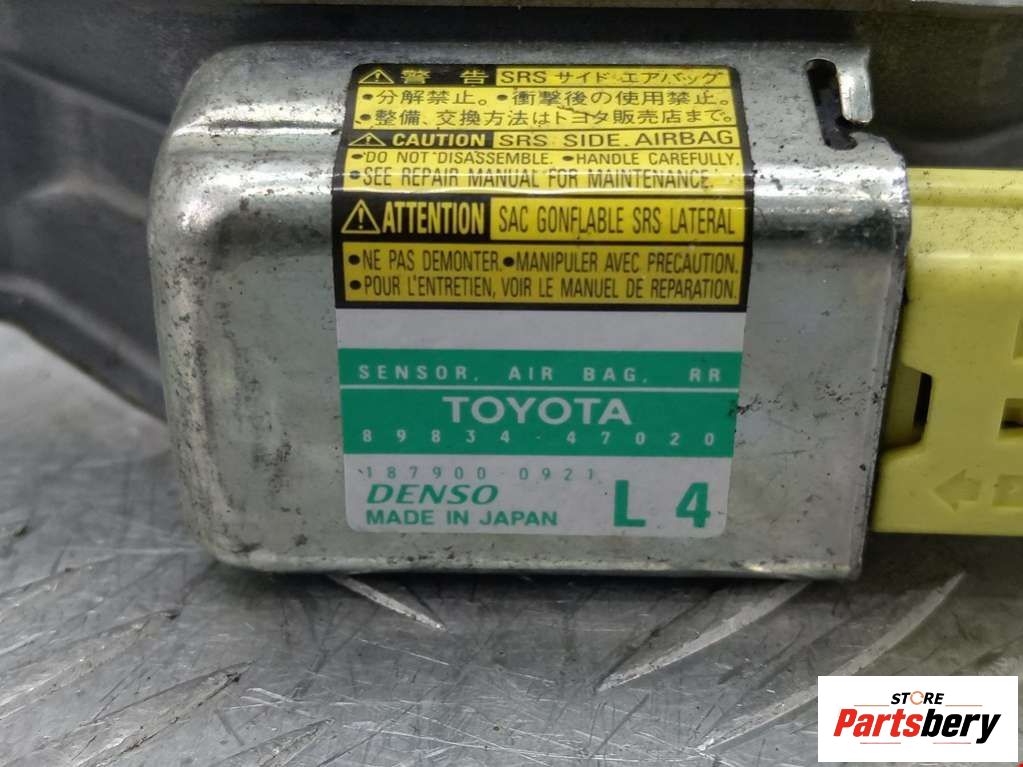 ⚠警告 SRS サイド エアバッグ
•分解禁止。•衝撃後の使用禁止。
•整備、交換方法はトヨタ販売店まで。
⚠CAUTION SRS SIDE AIRBAG
•DO NOT DISASSEMBLE. •HANDLE CAREFULLY.
•SEE REPAIR MANUAL FOR MAINTENANCE.
⚠ATTENTION SAC GONFLABLE SRS LATERAL
•NE PAS DEMONTER. •MANIPULER AVEC PRECAUTION.
•POUR L'ENTRETIEN, VOIR LE MANUEL DE REPARATION.
SENSOR, AIR BAG, RR
TOYOTA
89834-47020
187900-0921
DENSO
MADE IN JAPAN L4
STORE
Partsbery